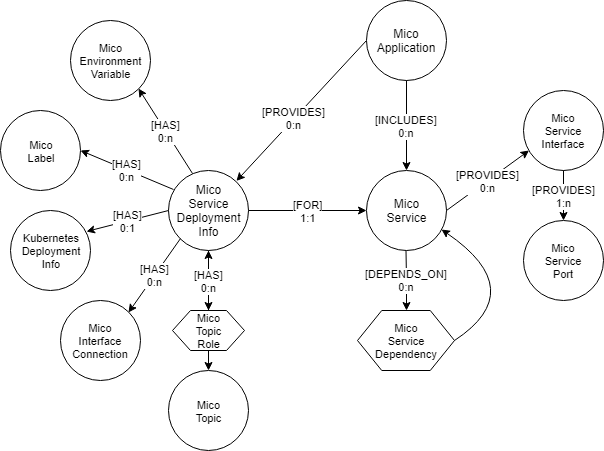 Mico
Application
Mico
Environment
Variable
[PROVIDES]
0:n
[INCLUDES]
0:n
[HAS]
0:n
Mico
Service
Interface
Mico
Label
[HAS]
0:n
[PROVIDES]
0:n
[PROVIDES]
1:n
Mico
Service
Deployment
Info
[FOR]
1:1
Mico
Service
[HAS]
0:1
Kubernetes
Deployment
Info
Mico
Service
Port
[HAS]
0:n
[HAS]
0:n
[DEPENDS_ON]
0:n
Mico
Interface
Connection
Mico
Topic
Role
Mico
Service
Dependency
Mico
Topic